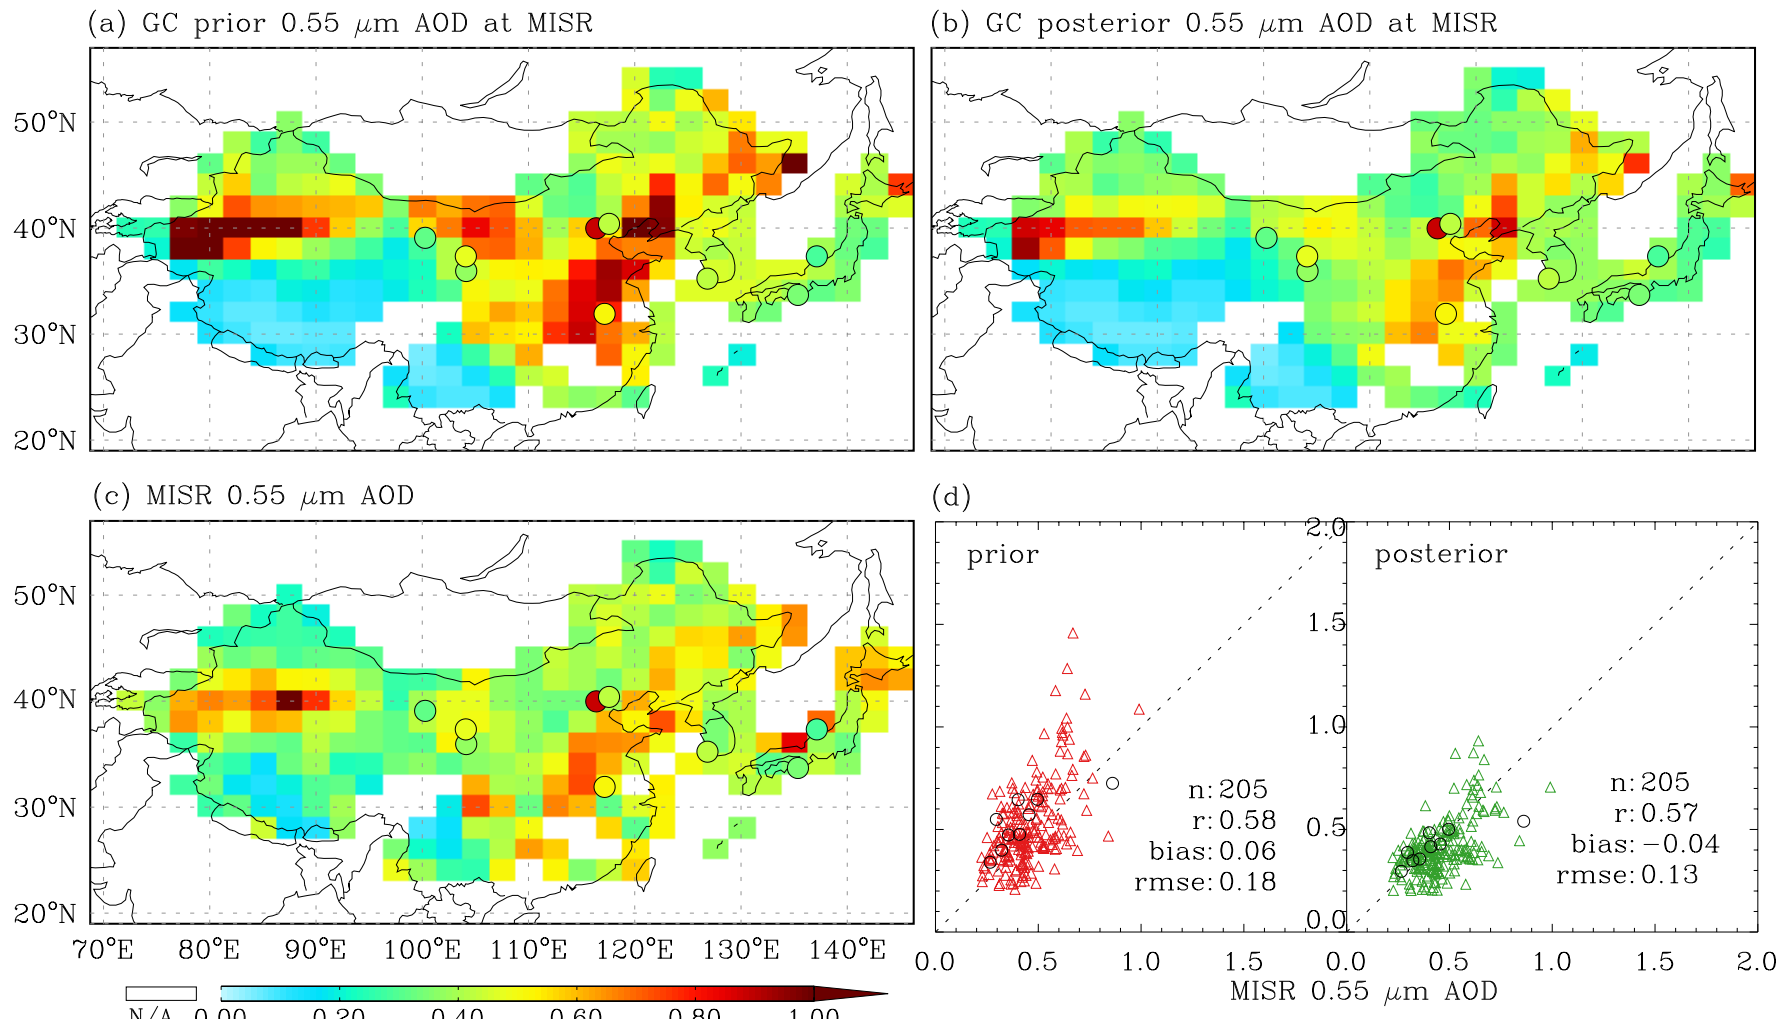 (a) GC prior 0.55 μm AOD at MISR
(b) GC posterior 0.55 μm AOD at MISR
50°N
40°N
30°N
20°N
(c) MISR 0.55 μm AOD
(d)
50°N
40°N
30°N
20°N
70°E 80°E 90°E 100°E 110°E 120°E 130°E 140°E
N/A 0.00 0.20 0.40 0.60 0.80 1.00
prior
n: 205
r: 0.58
bias: 0.06
rmse: 0.18
2.0
1.5
1.0
0.5
0.0
posterior
n: 205
r: 0.57
bias: −0.04
rmse: 0.13
0.0 0.5 1.0 0.5 1.0 1.5 2.0
MISR 0.55 μm AOD